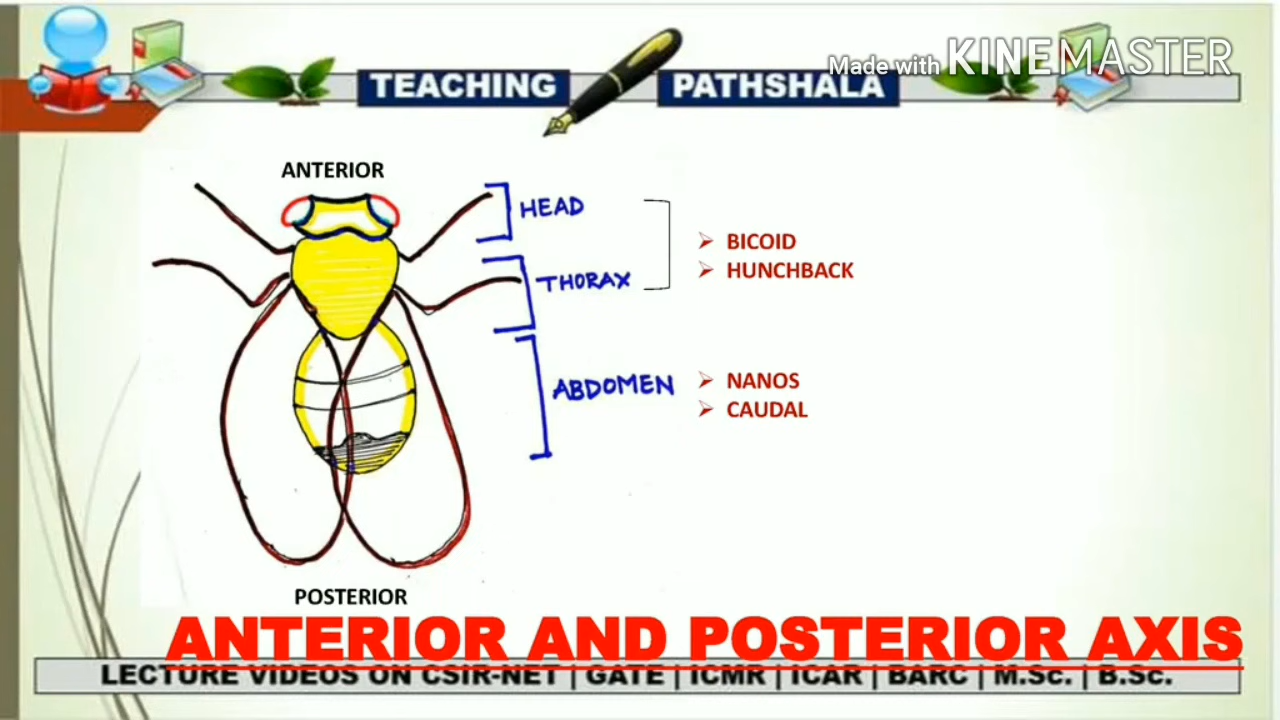 Made with KINEMASTER
TEACHING PATHSHALA
ANTERIOR
HEAD
BICOID
HUNCHBACK
THORAX
ABDOMEN
NANOS
CAUDAL
POSTERIOR
ANTERIOR AND POSTERIOR AXIS
LECTURE VIDEOS ON CSIR-NET | GATE | ICMR | ICAR | BARC | M.Sc. | B.Sc.